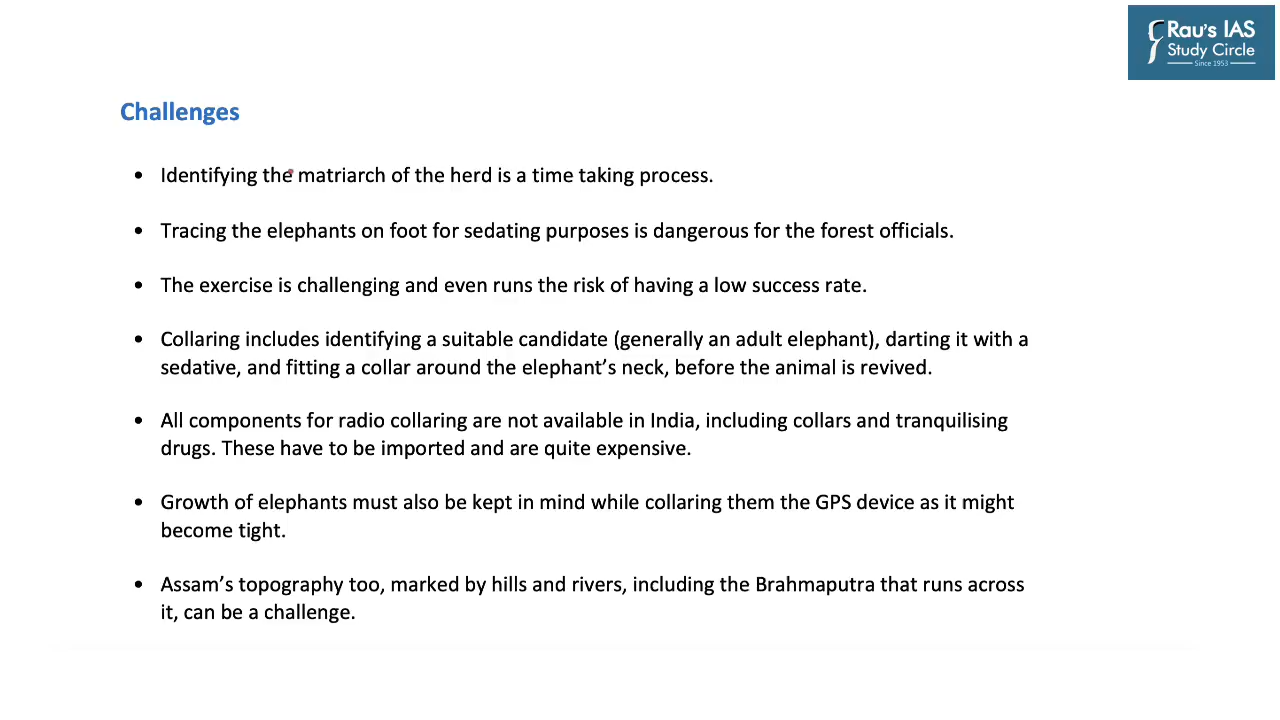 Rau's IAS
Study Circle
Since 1953
Challenges
• Identifying the matriarch of the herd is a time taking process.
• Tracing the elephants on foot for sedating purposes is dangerous for the forest officials.
• The exercise is challenging and even runs the risk of having a low success rate.
• Collaring includes identifying a suitable candidate (generally an adult elephant), darting it with a
sedative, and fitting a collar around the elephant’s neck, before the animal is revived.
• All components for radio collaring are not available in India, including collars and tranquilising
drugs. These have to be imported and are quite expensive.
• Growth of elephants must also be kept in mind while collaring them the GPS device as it might
become tight.
• Assam’s topography too, marked by hills and rivers, including the Brahmaputra that runs across
it, can be a challenge.